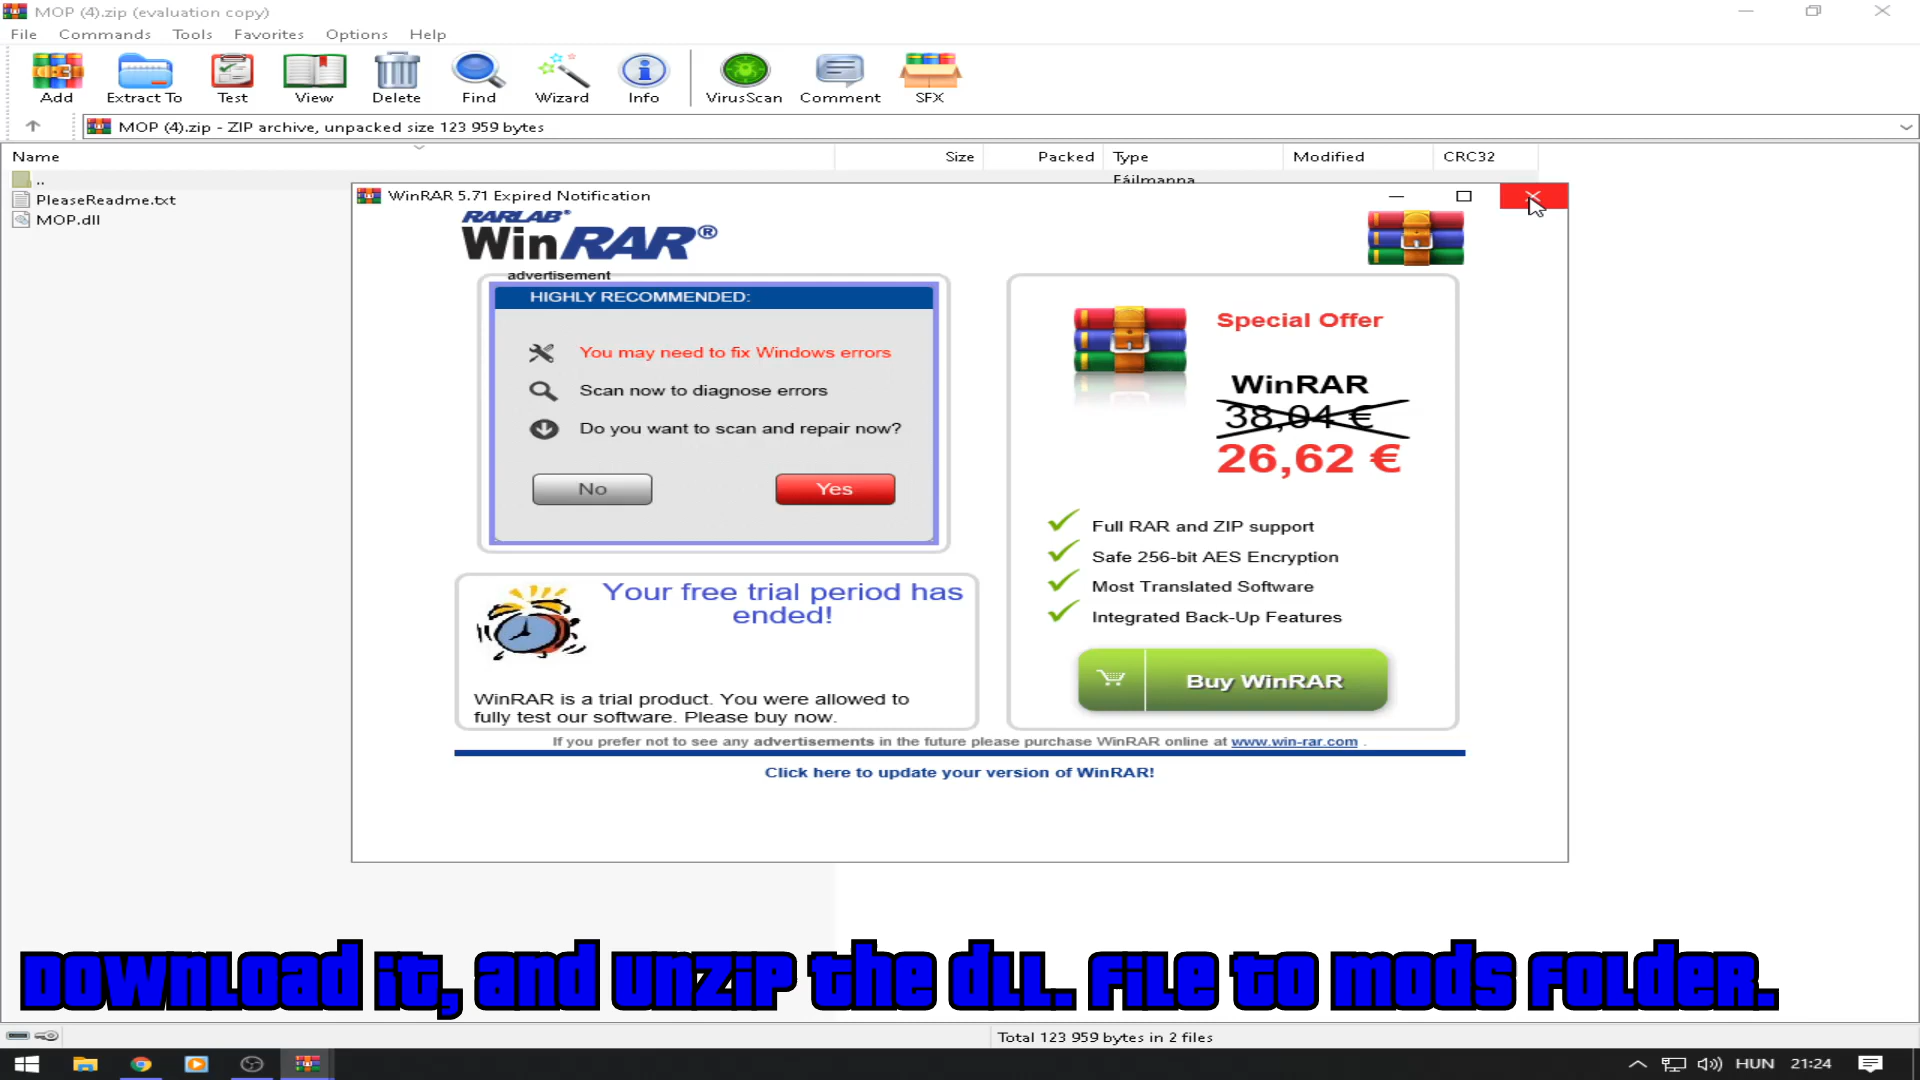 MOP (4).zip (evaluation copy)
File Commands Tools Favorites Options Help
Add Extract To Test View Delete Find Wizard Info VirusScan Comment SFX
MOP (4).zip - ZIP archive, unpacked size 123 959 bytes
Name Size Packed Type Modified CRC32
.. Fáilmanna
PleaseReadme.txt
MOP.dll
WinRAR 5.71 Expired Notification
RARLAB®
WinRAR®
advertisement
HIGHLY RECOMMENDED:
You may need to fix Windows errors
Scan now to diagnose errors
Do you want to scan and repair now?
No Yes
Special Offer
WinRAR
38,04 €
26,62 €
Full RAR and ZIP support
Safe 256-bit AES Encryption
Most Translated Software
Integrated Back-Up Features
Buy WinRAR
Your free trial period has
ended!
WinRAR is a trial product. You were allowed to
fully test our software. Please buy now.
If you prefer not to see any advertisements in the future please purchase WinRAR online at www.win-rar.com .
Click here to update your version of WinRAR!
Download it, and unzip the dll. file to mods folder.
Total 123 959 bytes in 2 files
HUN 21:24